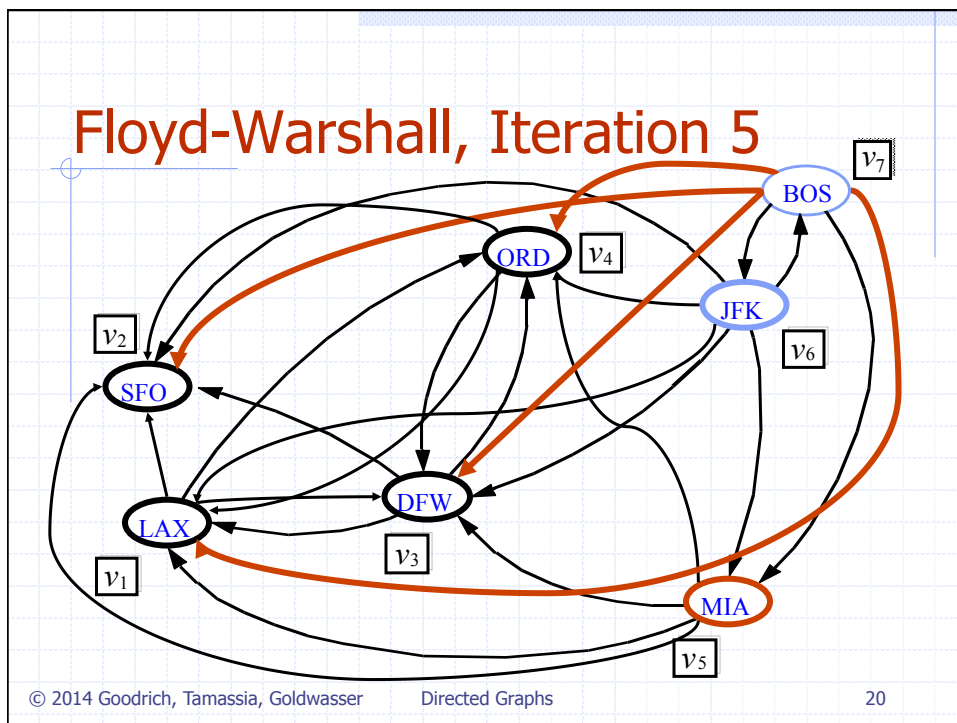 Floyd-Warshall, Iteration 5
v7
BOS
ORD
v4
JFK
v6
v2
SFO
DFW
LAX
v3
v1
MIA
v5
© 2014 Goodrich, Tamassia, Goldwasser
Directed Graphs
20